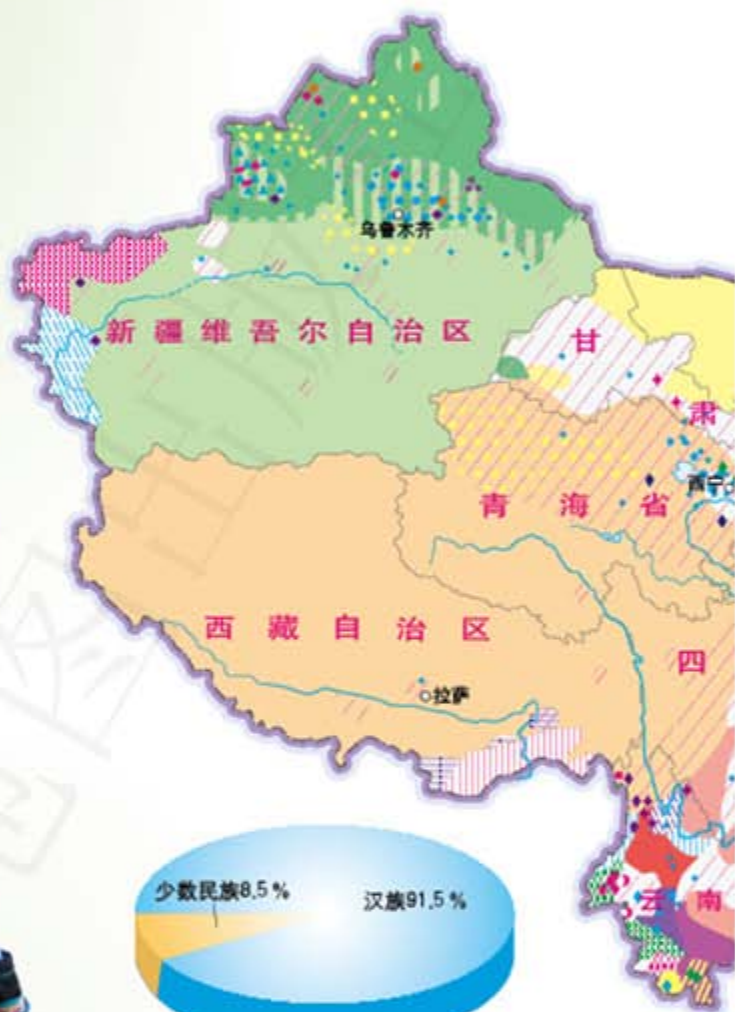 乌鲁木齐
新疆维吾尔自治区
甘
肃
西宁
青海省
西藏自治区
四
拉萨
少数民族8.5%
汉族91.5%
云南